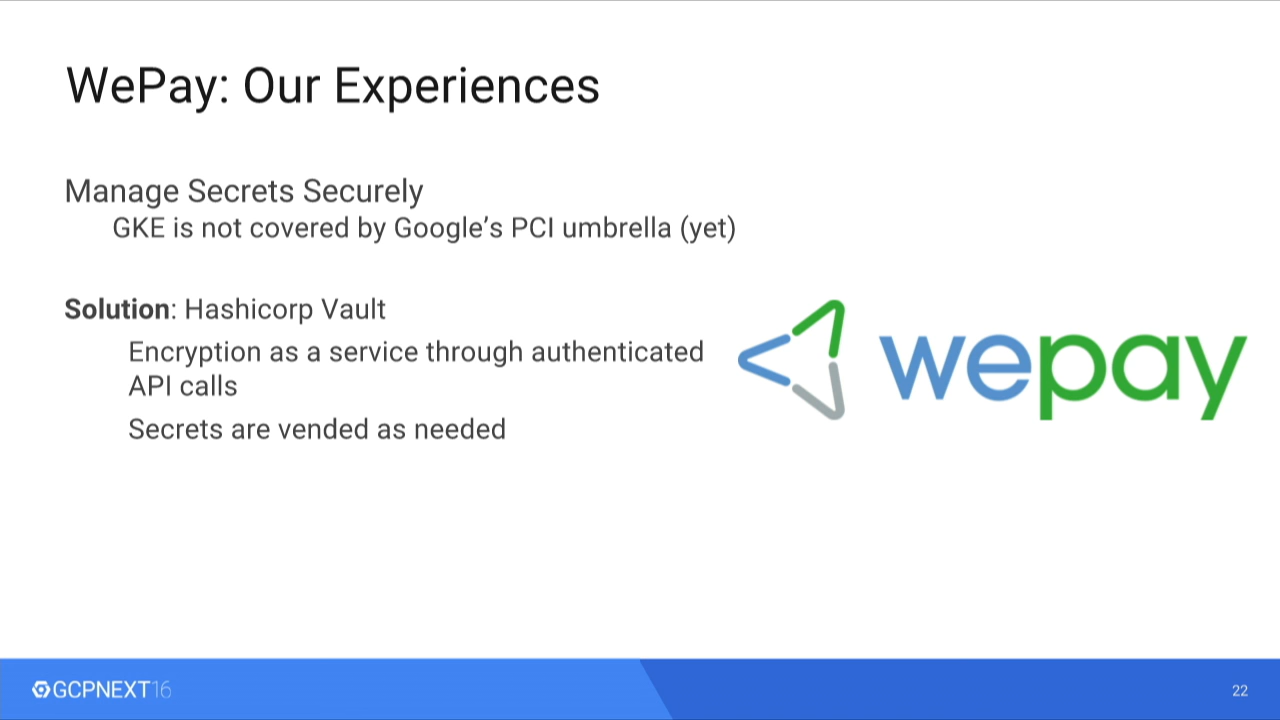 WePay: Our Experiences
Manage Secrets Securely
GKE is not covered by Google’s PCI umbrella (yet)
Solution: Hashicorp Vault
Encryption as a service through authenticated
API calls
Secrets are vended as needed
wepay
GCPNEXT16
22